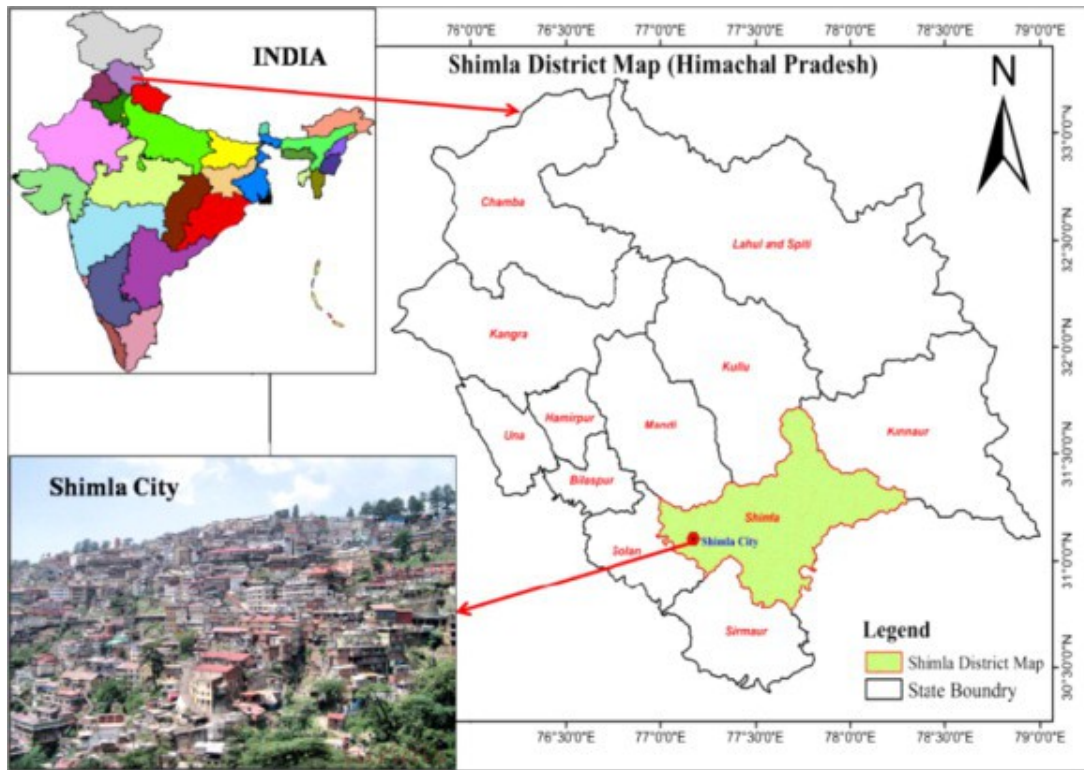 76°0'0"E 76°30'0"E 77°0'0"E 77°30'0"E 78°0'0"E 78°30'0"E 79°0'0"E
INDIA
Shimla District Map (Himachal Pradesh)
N
33°0'0"N
Chamba
Lahul and Spiti
32°30'0"N
Kangra
32°0'0"N
Kullu
Hamirpur
Mandi
Una
Kinnaur
31°30'0"N
Bilaspur
Shimla City
Shimla
Shimla City
Solan
31°0'0"N
Sirmaur
Legend
Shimla District Map
State Boundry
30°30'0"N
76°30'0"E 77°0'0"E 77°30'0"E 78°0'0"E 78°30'0"E 79°0'0"E